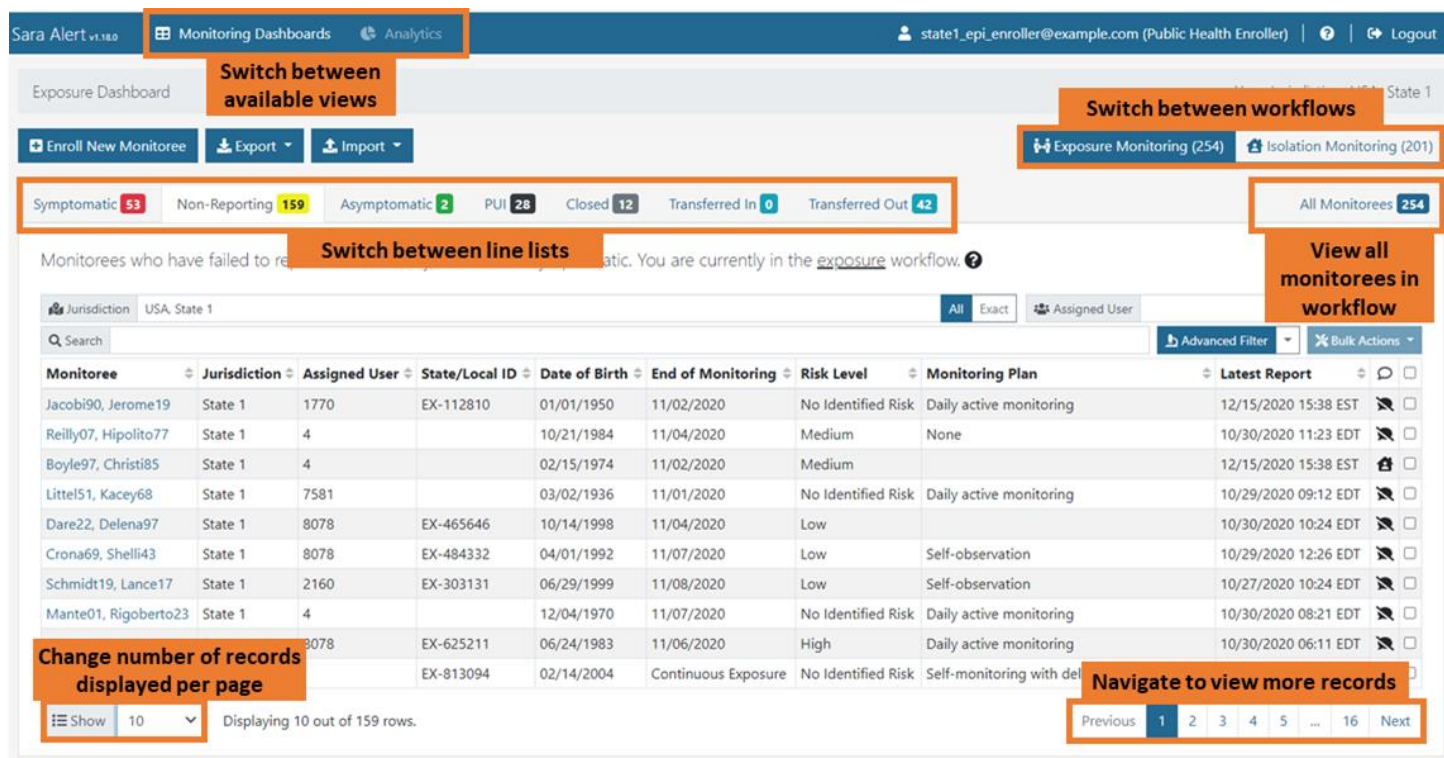 Sara Alert v1.18.0 Monitoring Dashboards Analytics state1_epi_enroller@example.com (Public Health Enroller) | | Logout
Switch between
available views
Exposure Dashboard State 1
Switch between workflows
Enroll New Monitoree Export Import Exposure Monitoring (254) Isolation Monitoring (201)
Symptomatic 53 Non-Reporting 159 Asymptomatic 2 PUI 28 Closed 12 Transferred In 0 Transferred Out 42 All Monitorees 254
Switch between line lists
View all
monitorees in
workflow
Monitorees who have failed to You are currently in the exposure workflow.
Jurisdiction USA, State 1 All Exact Assigned User
Search Advanced Filter Bulk Actions
Monitoree Jurisdiction Assigned User State/Local ID Date of Birth End of Monitoring Risk Level Monitoring Plan Latest Report
Jacobi90, Jerome19 State 1 1770 EX-112810 01/01/1950 11/02/2020 No Identified Risk Daily active monitoring 12/15/2020 15:38 EST
Reilly07, Hipolito77 State 1 4 10/21/1984 11/04/2020 Medium None 10/30/2020 11:23 EDT
Boyle97, Christi85 State 1 4 02/15/1974 11/02/2020 Medium 12/15/2020 15:38 EST
Littel51, Kacey68 State 1 7581 03/02/1936 11/01/2020 No Identified Risk Daily active monitoring 10/29/2020 09:12 EDT
Dare22, Delena97 State 1 8078 EX-465646 10/14/1998 11/04/2020 Low 10/30/2020 10:24 EDT
Crona69, Shelli43 State 1 8078 EX-484332 04/01/1992 11/07/2020 Low Self-observation 10/29/2020 12:26 EDT
Schmidt19, Lance17 State 1 2160 EX-303131 06/29/1999 11/08/2020 Low Self-observation 10/27/2020 10:24 EDT
Mante01, Rigoberto23 State 1 4 12/04/1970 11/07/2020 No Identified Risk Daily active monitoring 10/30/2020 08:21 EDT
EX-625211 06/24/1983 11/06/2020 High Daily active monitoring 10/30/2020 06:11 EDT
EX-813094 02/14/2004 Continuous Exposure No Identified Risk Self-monitoring with
Change number of records
displayed per page
Navigate to view more records
Show 10 Displaying 10 out of 159 rows. Previous 1 2 3 4 5 ... 16 Next